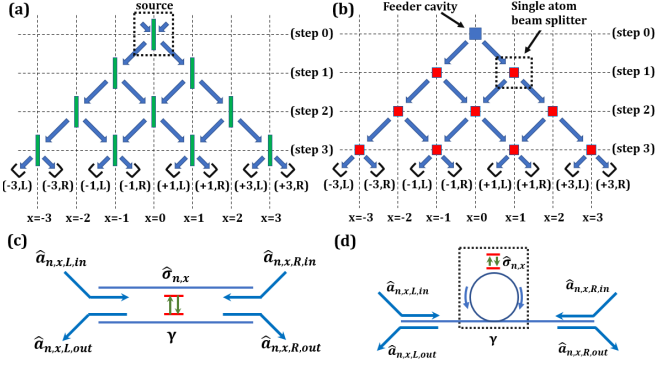 (a)
source
(step 0)
(step 1)
(step 2)
(step 3)
(-3,L) (-3,R) (-1,L) (-1,R) (+1,L) (+1,R) (+3,L) (+3,R)
x=-3 x=-2 x=-1 x=0 x=1 x=2 x=3
(b)
Feeder cavity
Single atom
beam splitter
(step 0)
(step 1)
(step 2)
(step 3)
(-3,L) (-3,R) (-1,L) (-1,R) (+1,L) (+1,R) (+3,L) (+3,R)
x=-3 x=-2 x=-1 x=0 x=1 x=2 x=3
(c)
â_{n,x,L,in} σ̂_{n,x} â_{n,x,R,in}
â_{n,x,L,out} γ â_{n,x,R,out}
(d)
σ̂_{n,x}
â_{n,x,L,in} â_{n,x,R,in}
â_{n,x,L,out} γ â_{n,x,R,out}